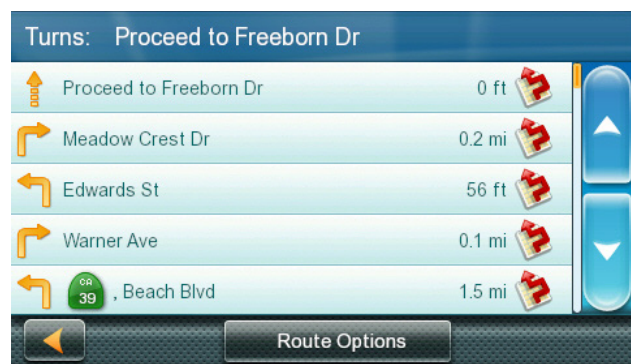 Turns: Proceed to Freeborn Dr
Proceed to Freeborn Dr 0 ft
Meadow Crest Dr 0.2 mi
Edwards St 56 ft
Warner Ave 0.1 mi
CA 39 , Beach Blvd 1.5 mi
Route Options